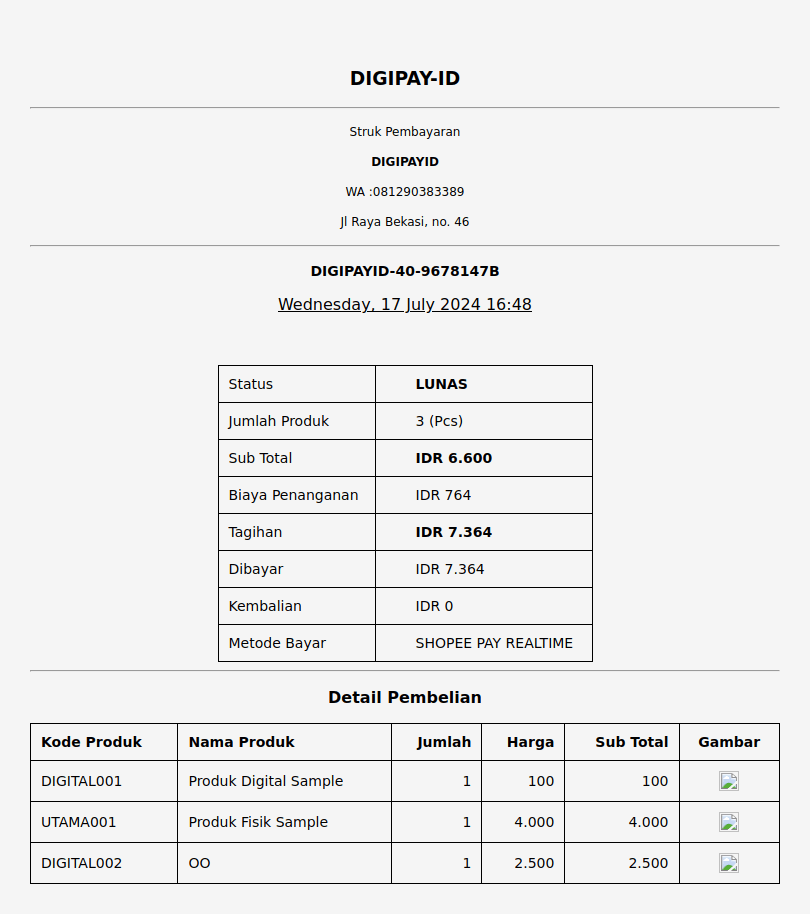 DIGIPAY-ID
Struk Pembayaran
DIGIPAYID
WA :081290383389
Jl Raya Bekasi, no. 46
DIGIPAYID-40-9678147B
Wednesday, 17 July 2024 16:48
Status LUNAS
Jumlah Produk 3 (Pcs)
Sub Total IDR 6.600
Biaya Penanganan IDR 764
Tagihan IDR 7.364
Dibayar IDR 7.364
Kembalian IDR 0
Metode Bayar SHOPEE PAY REALTIME
Detail Pembelian
Kode Produk Nama Produk Jumlah Harga Sub Total Gambar
DIGITAL001 Produk Digital Sample 1 100 100
UTAMA001 Produk Fisik Sample 1 4.000 4.000
DIGITAL002 OO 1 2.500 2.500